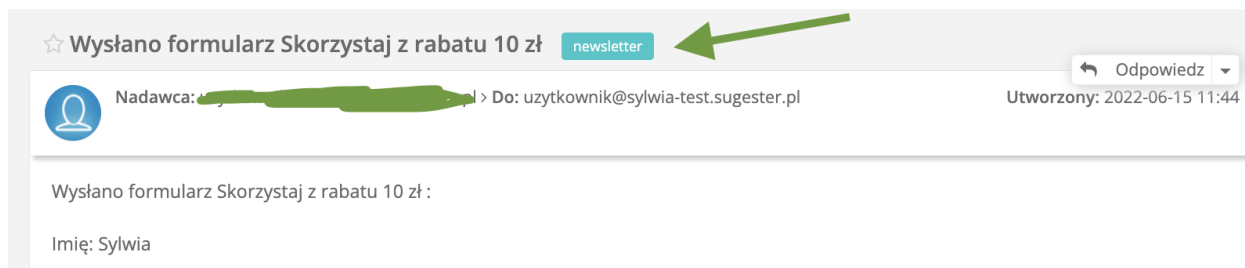 Wysłano formularz Skorzystaj z rabatu 10 zł newsletter
Odpowiedz
Nadawca: pl > Do: uzytkownik@sylwia-test.sugester.pl Utworzony: 2022-06-15 11:44
Wysłano formularz Skorzystaj z rabatu 10 zł :
Imię: Sylwia